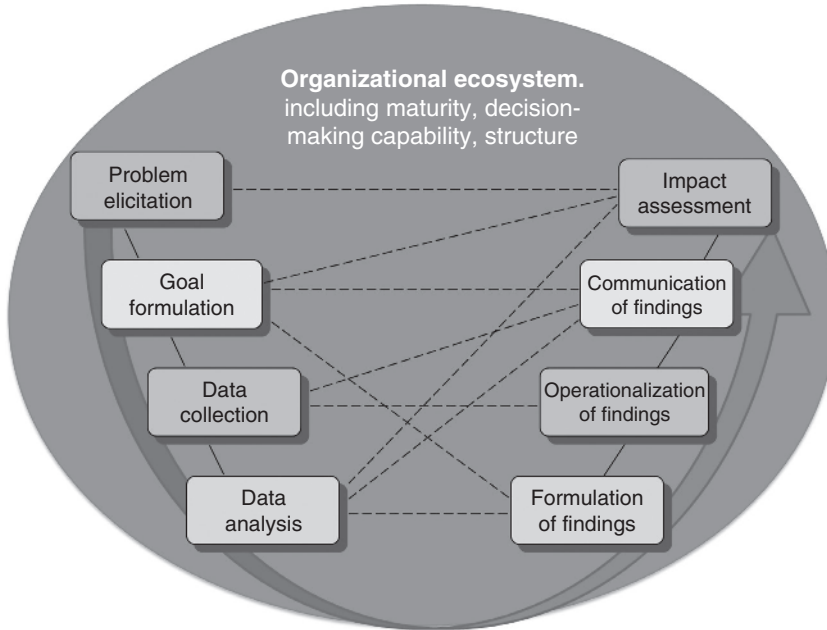 Organizational ecosystem.
including maturity, decision-
making capability, structure
Problem
elicitation
Impact
assessment
Goal
formulation
Communication
of findings
Data
collection
Operationalization
of findings
Data
analysis
Formulation
of findings